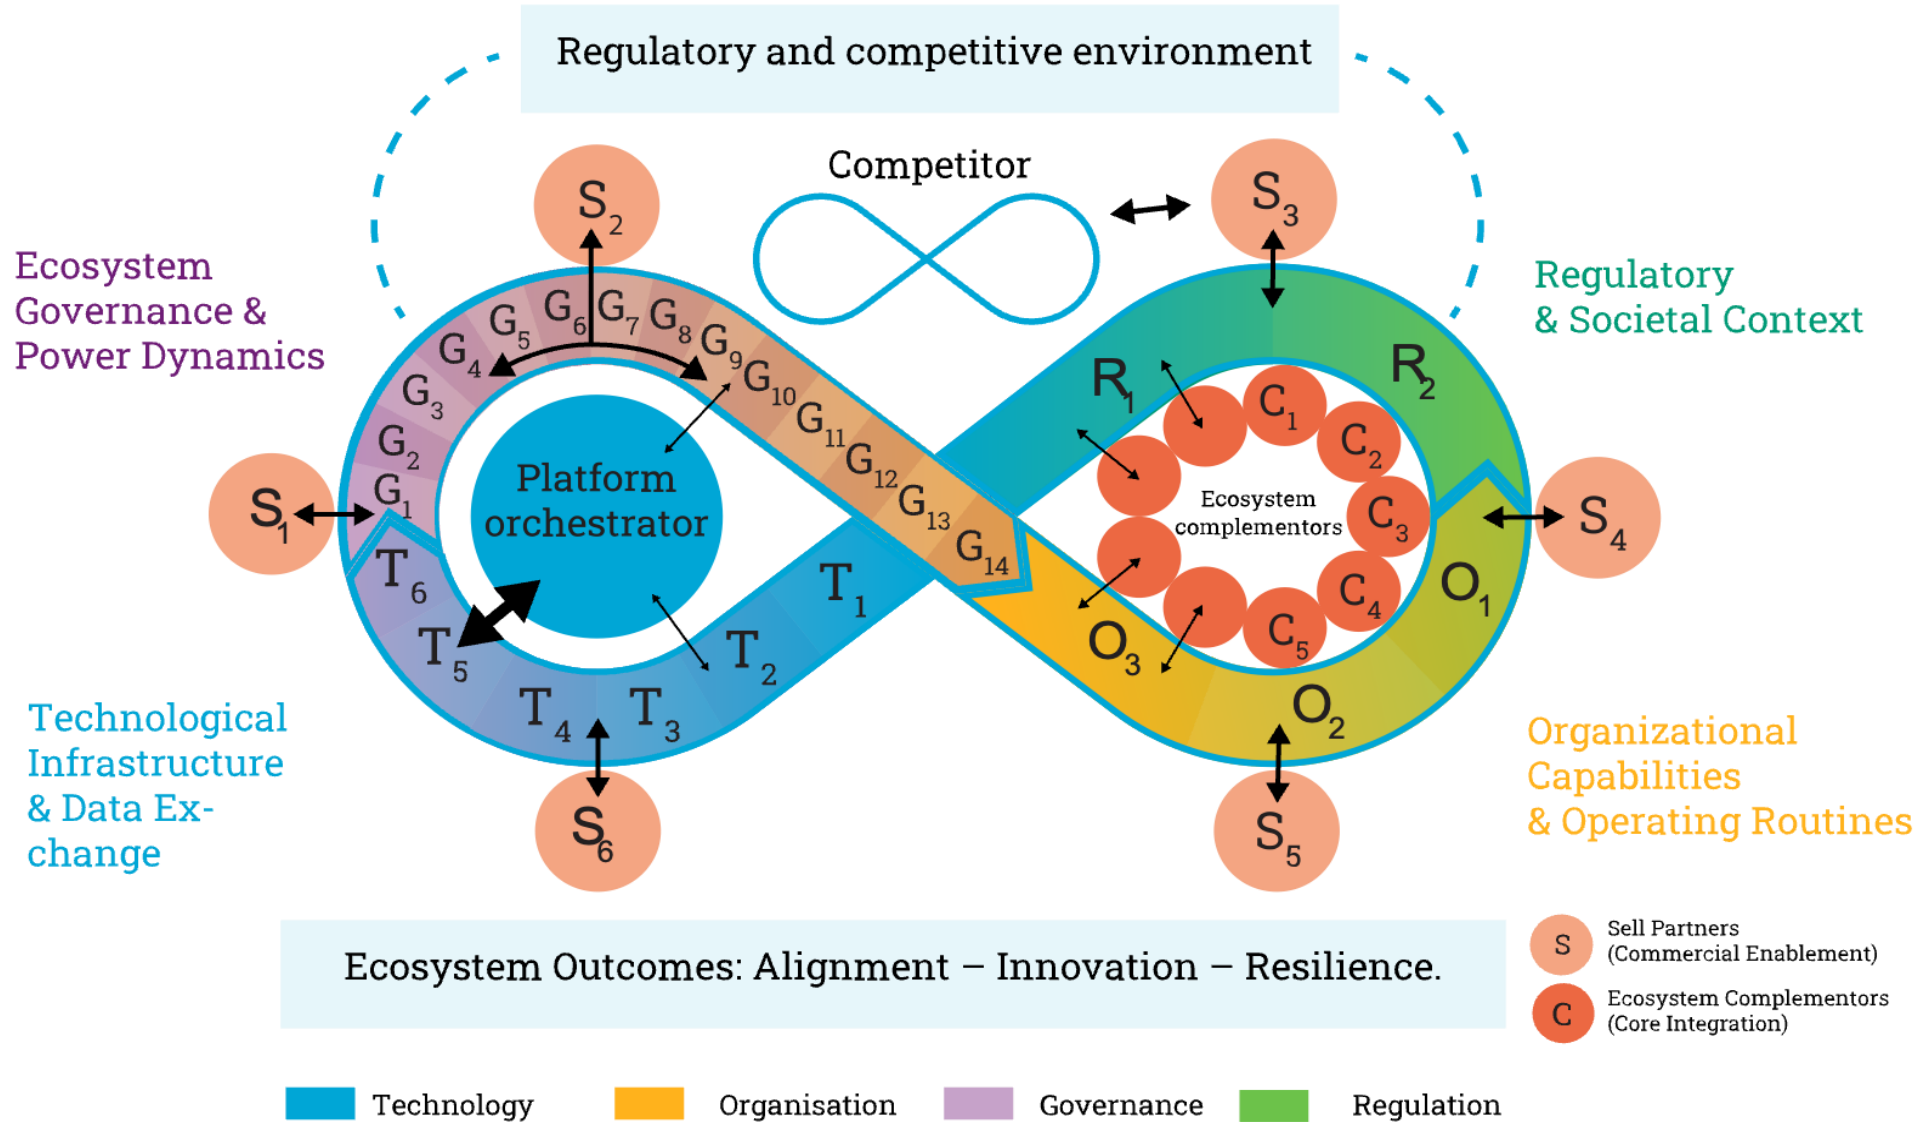 Regulatory and competitive environment
Competitor
S2
S3
Ecosystem
Governance &
Power Dynamics
Regulatory
& Societal Context
G1
G2
G3
G4
G5
G6
G7
G8
G9
G10
G11
G12
G13
G14
R1
R2
C1
C2
C3
C4
C5
Platform
orchestrator
Ecosystem
complementors
S1
S4
T6
T5
T4
T3
T2
T1
O3
O2
O1
Technological
Infrastructure
& Data Ex-
change
Organizational
Capabilities
& Operating Routines
S6
S5
Ecosystem Outcomes: Alignment – Innovation – Resilience.
S
Sell Partners
(Commercial Enablement)
C
Ecosystem Complementors
(Core Integration)
Technology
Organisation
Governance
Regulation